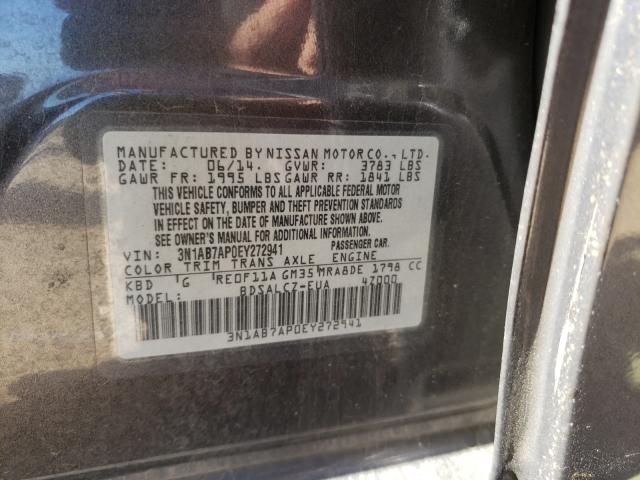 MANUFACTURED BY NISSAN MOTOR CO., LTD.
DATE: 06/14. GVWR: 3783 LBS
GAWR FR: 1995 LBS GAWR RR: 1841 LBS
THIS VEHICLE CONFORMS TO ALL APPLICABLE FEDERAL MOTOR
VEHICLE SAFETY, BUMPER AND THEFT PREVENTION STANDARDS
IN EFFECT ON THE DATE OF MANUFACTURE SHOWN ABOVE.
SEE OWNER'S MANUAL FOR ADDITIONAL INFORMATION.
VIN: 3N1AB7AP0EY272941 PASSENGER CAR.
COLOR TRIM TRANS AXLE ENGINE
KBD G RE0F11A GM35 MRA8DE 1798 CC
MODEL: BDSALCZ-EUA 4Z000
3N1AB7AP0EY272941